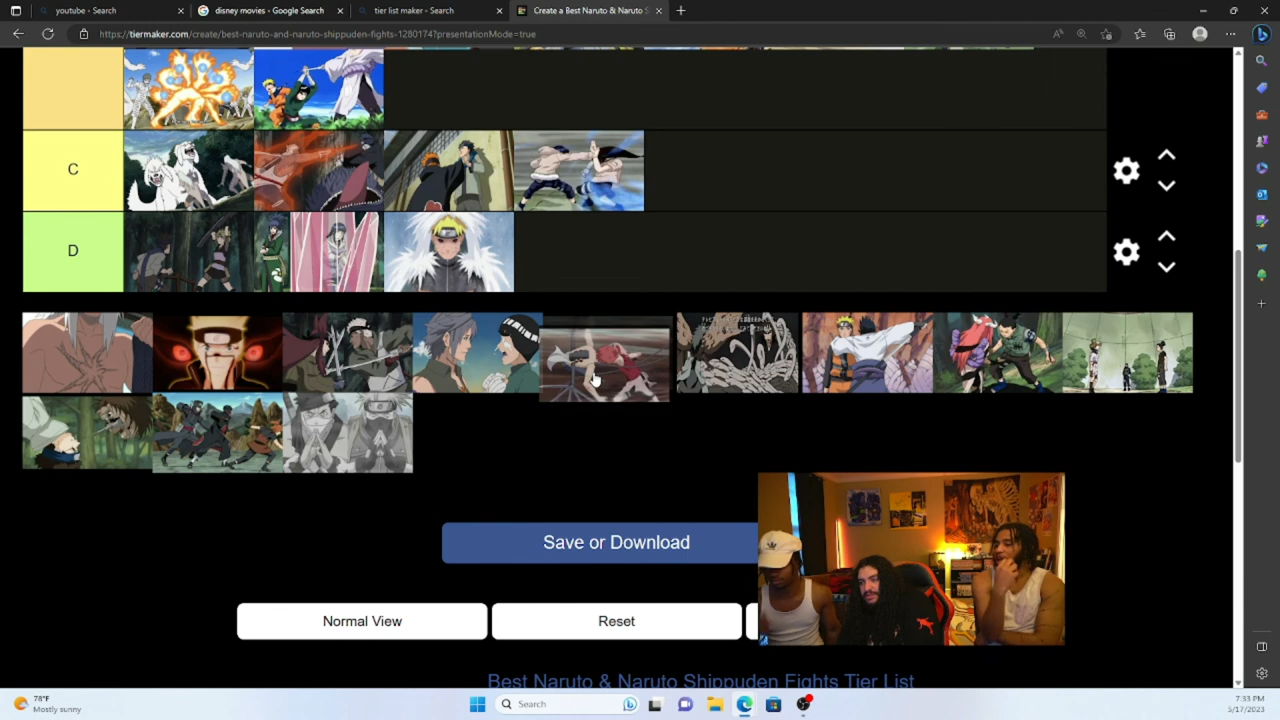 youtube - Search
disney movies - Google Search
tier list maker - Search
Create a Best Naruto & Naruto S
https://tiermaker.com/create/best-naruto-and-naruto-shippuden-fights-1280174?presentationMode=true
C
D
Save or Download
Normal View
Reset
Best Naruto & Naruto Shippuden Fights Tier List
78°F
Mostly sunny
Search
7:33 PM
5/17/2023